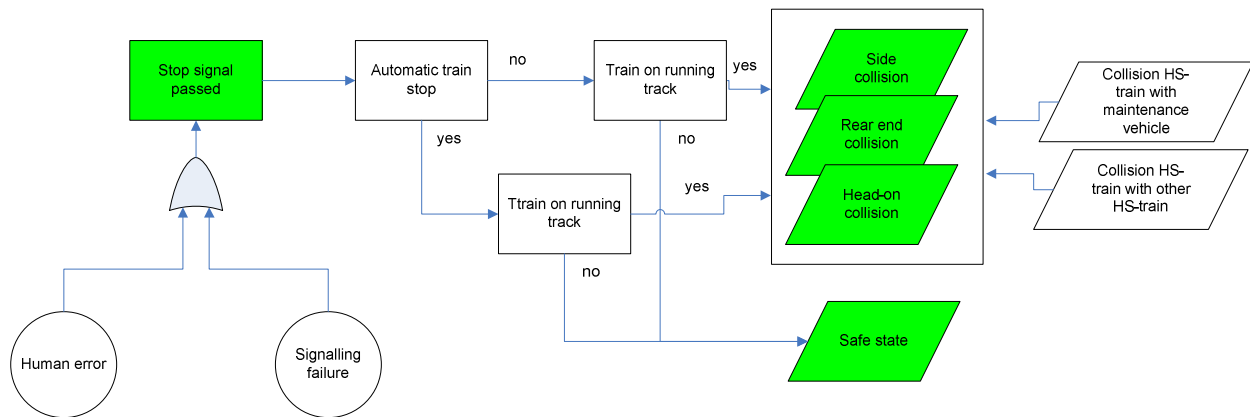 Stop signal
passed
Automatic train
stop
no
yes
Train on running
track
yes
no
Ttrain on running
track
yes
no
Side
collision
Rear end
collision
Head-on
collision
Collision HS-
train with
maintenance
vehicle
Collision HS-
train with other
HS-train
Human error
Signalling
failure
Safe state